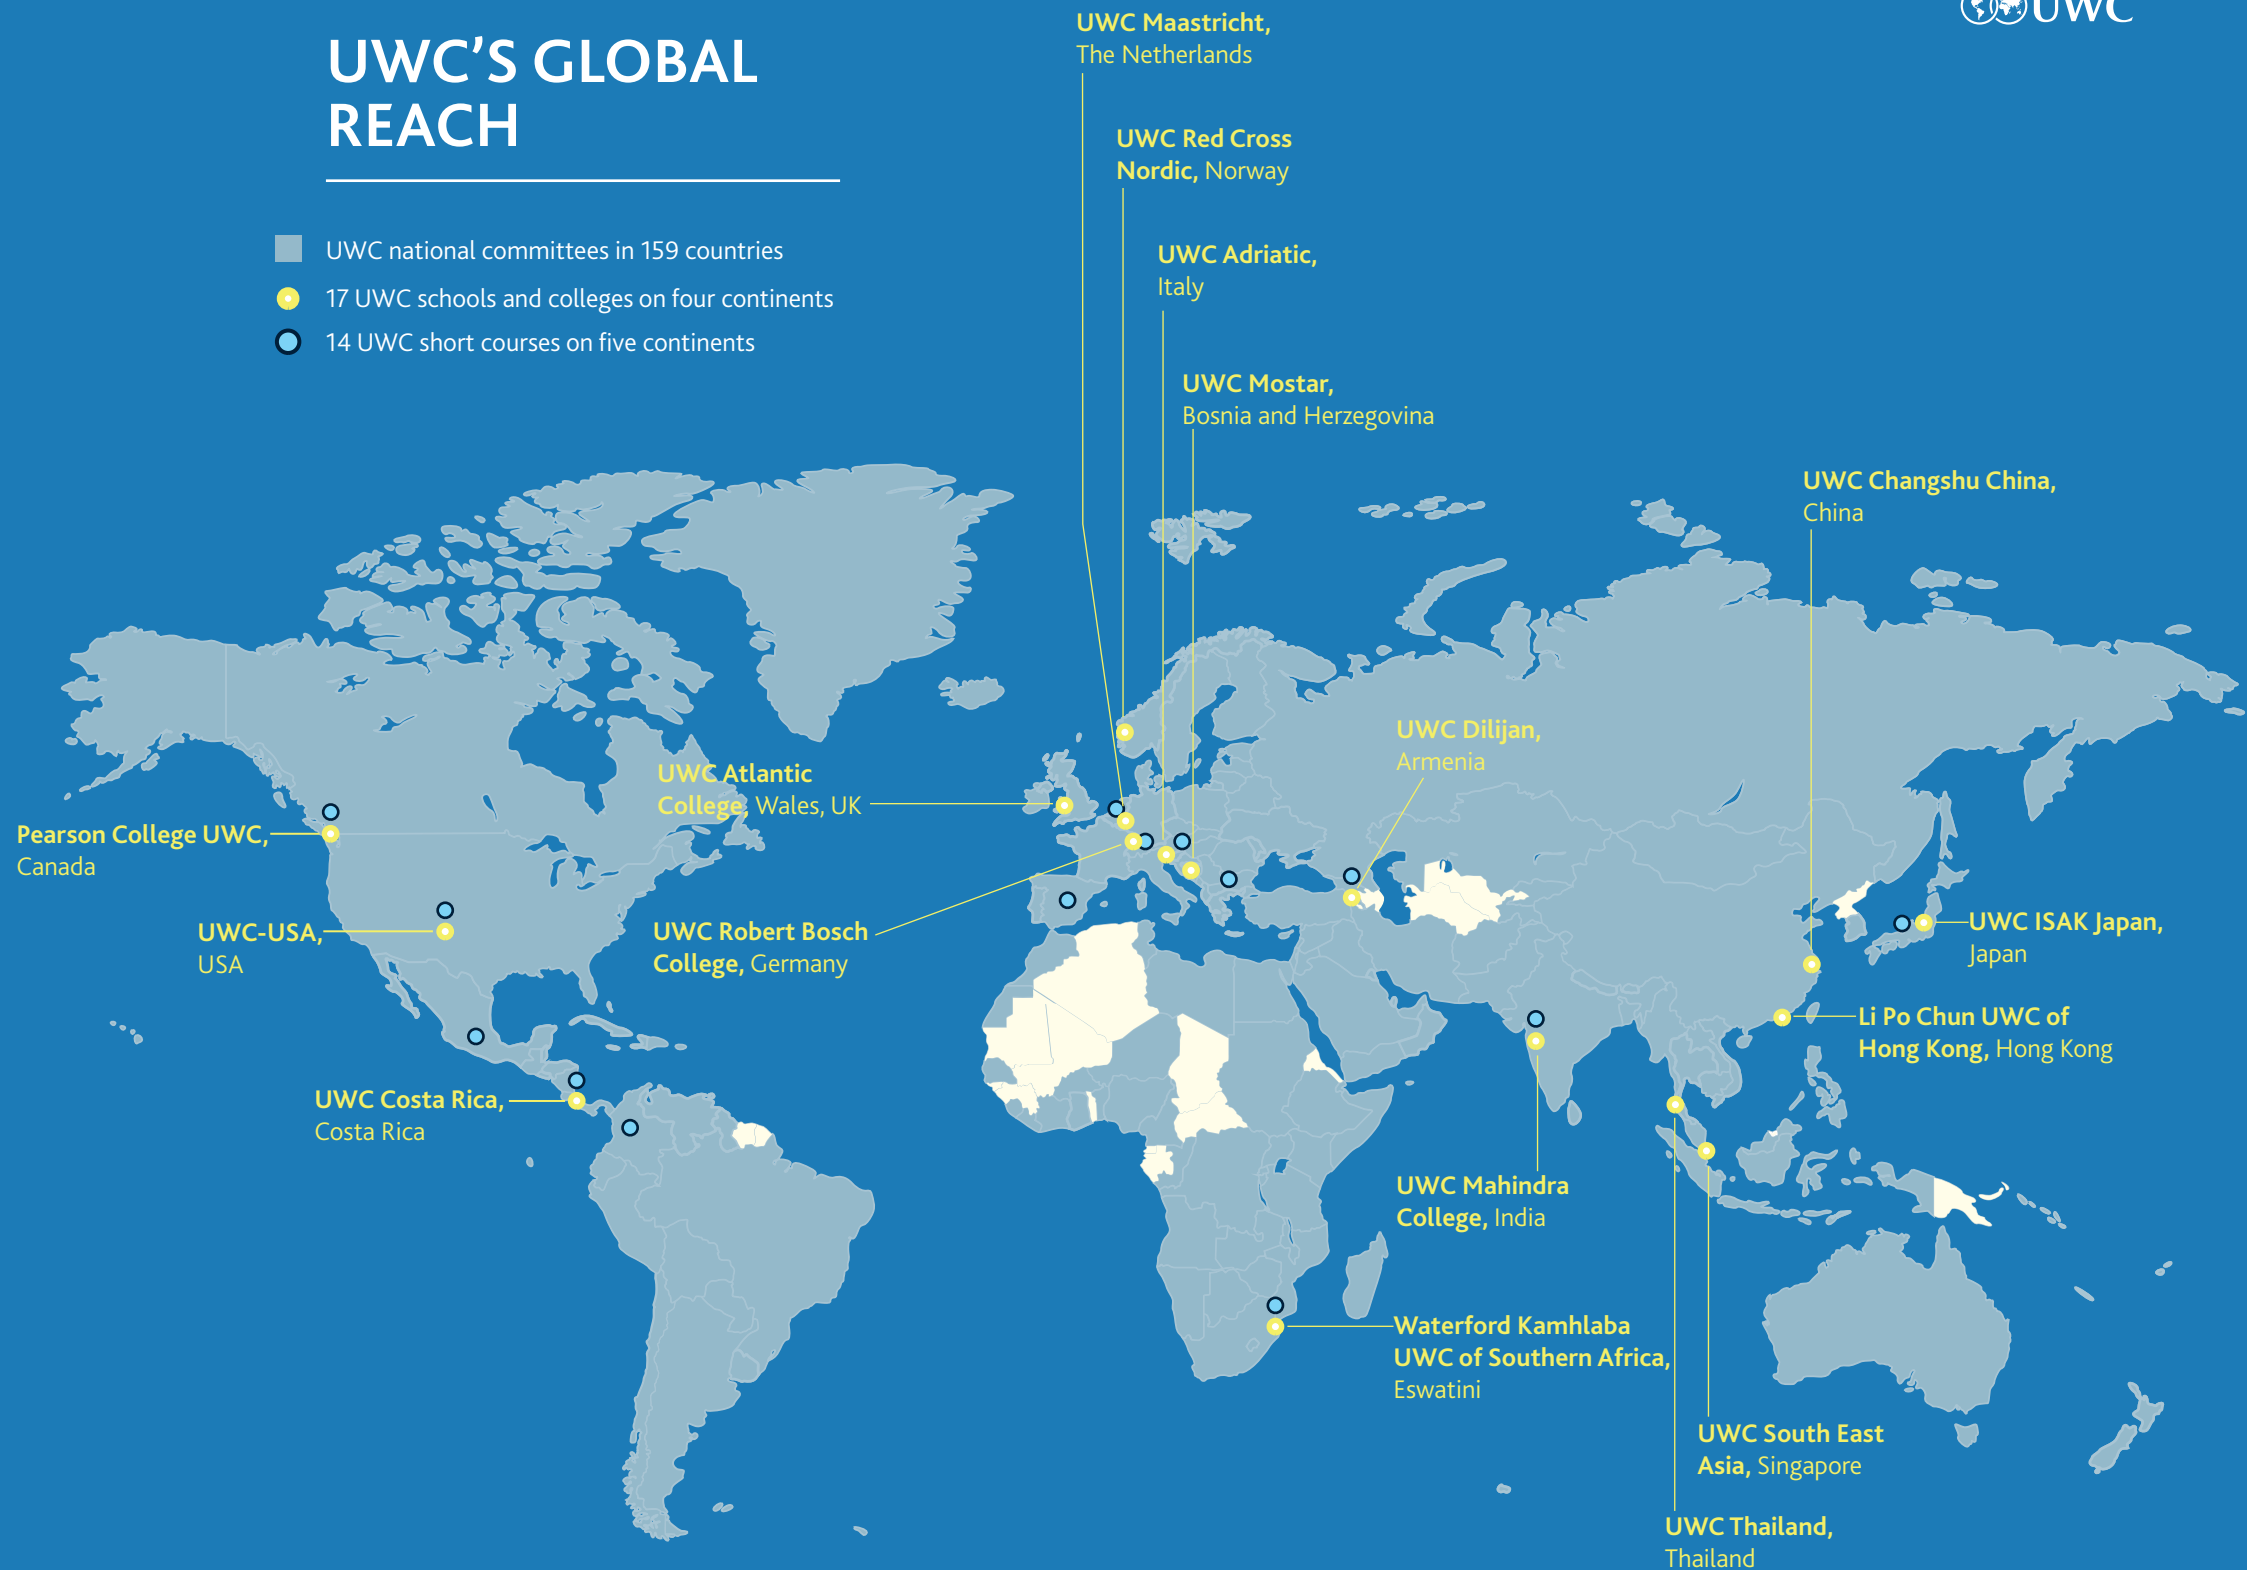 UWC
UWC'S GLOBAL
REACH
UWC national committees in 159 countries
17 UWC schools and colleges on four continents
14 UWC short courses on five continents
UWC Maastricht,
The Netherlands
UWC Red Cross
Nordic, Norway
UWC Adriatic,
Italy
UWC Mostar,
Bosnia and Herzegovina
UWC Changshu China,
China
UWC Dilijan,
Armenia
UWC Atlantic
College, Wales, UK
Pearson College UWC,
Canada
UWC-USA,
USA
UWC Robert Bosch
College, Germany
UWC ISAK Japan,
Japan
Li Po Chun UWC of
Hong Kong, Hong Kong
UWC Costa Rica,
Costa Rica
UWC Mahindra
College, India
Waterford Kamhlaba
UWC of Southern Africa,
Eswatini
UWC South East
Asia, Singapore
UWC Thailand,
Thailand